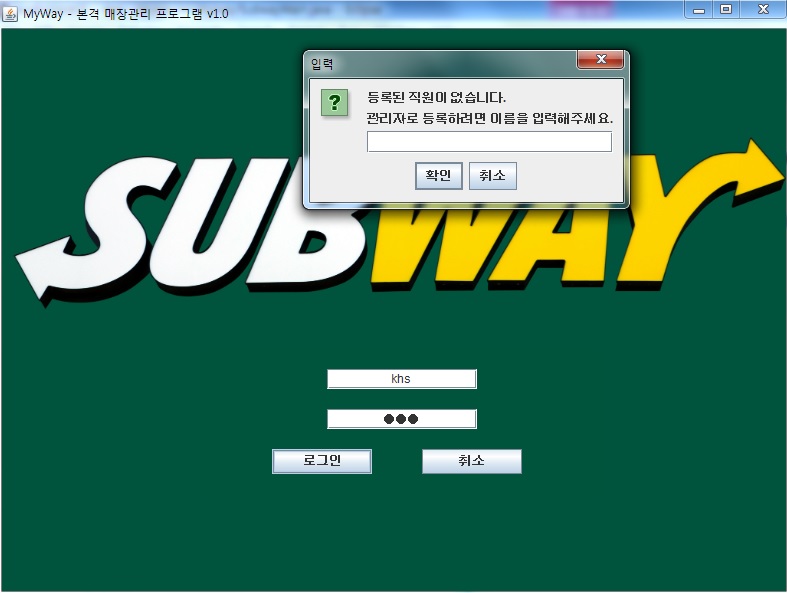 MyWay - 본격 매장관리 프로그램 v1.0
입력
등록된 직원이 없습니다.
관리자로 등록하려면 이름을 입력해주세요.
확인 취소
SUBWAY
khs
●●●
로그인 취소